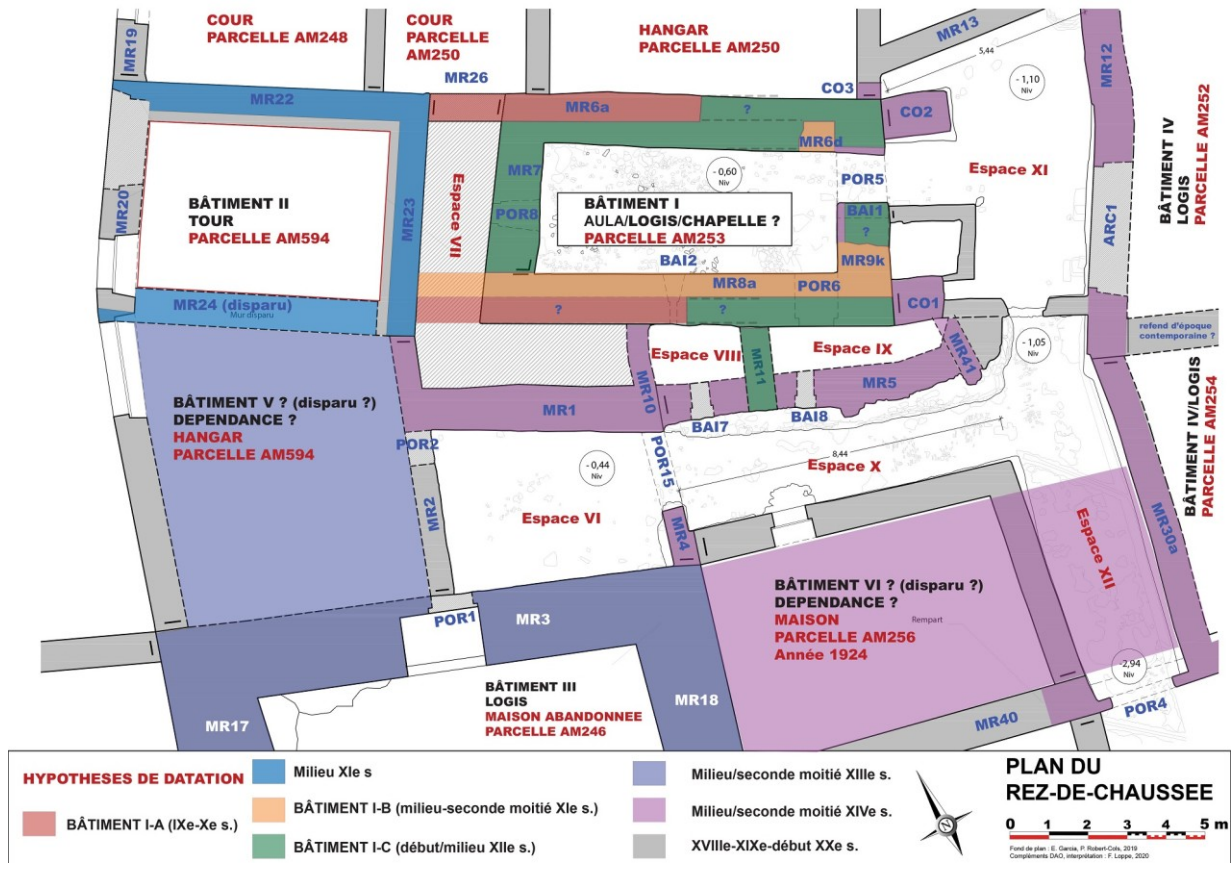 COUR
PARCELLE AM248
COUR
PARCELLE
AM250
HANGAR
PARCELLE AM250
MR13
5,44
MR19
MR26
MR12
- 1,10
Niv
CO3
MR22
MR6a
?
CO2
MR6d
BÂTIMENT IV
LOGIS
PARCELLE AM252
Espace XI
MR7
- 0,60
Niv
POR5
Espace VII
MR20
BÂTIMENT II
TOUR
PARCELLE AM594
MR23
POR8
BÂTIMENT I
AULA/LOGIS/CHAPELLE ?
PARCELLE AM253
BAI1
?
ARC1
BAI2
MR9k
MR8a
POR6
MR24 (disparu)
Mur disparu
?
?
CO1
refend d'époque
contemporaine ?
Espace VIII
MR11
Espace IX
MR41
- 1,05
Niv
MR10
MR5
BÂTIMENT V ? (disparu ?)
DEPENDANCE ?
HANGAR
PARCELLE AM594
MR1
BAI7
BAI8
POR2
POR15
8,44
Espace X
- 0,44
Niv
BÂTIMENT IV/LOGIS
PARCELLE AM254
MR2
Espace VI
MR4
MR30a
Espace XII
BÂTIMENT VI ? (disparu ?)
DEPENDANCE ?
MAISON
PARCELLE AM256
Année 1924
Rempart
POR1
MR3
-2,94
Niv
BÂTIMENT III
LOGIS
MAISON ABANDONNEE
PARCELLE AM246
MR17
MR18
MR40
POR4
HYPOTHESES DE DATATION
BÂTIMENT I-A (IXe-Xe s.)
Milieu XIe s
BÂTIMENT I-B (milieu-seconde moitié XIe s.)
BÂTIMENT I-C (début/milieu XIIe s.)
Milieu/seconde moitié XIIIe s.
Milieu/seconde moitié XIVe s.
XVIIIe-XIXe-début XXe s.
N
PLAN DU
REZ-DE-CHAUSSEE
0 1 2 3 4 5 m
Fond de plan : E. Garcia, P. Robert-Cols, 2019
Compléments DAO, interprétation : F. Loppe, 2020